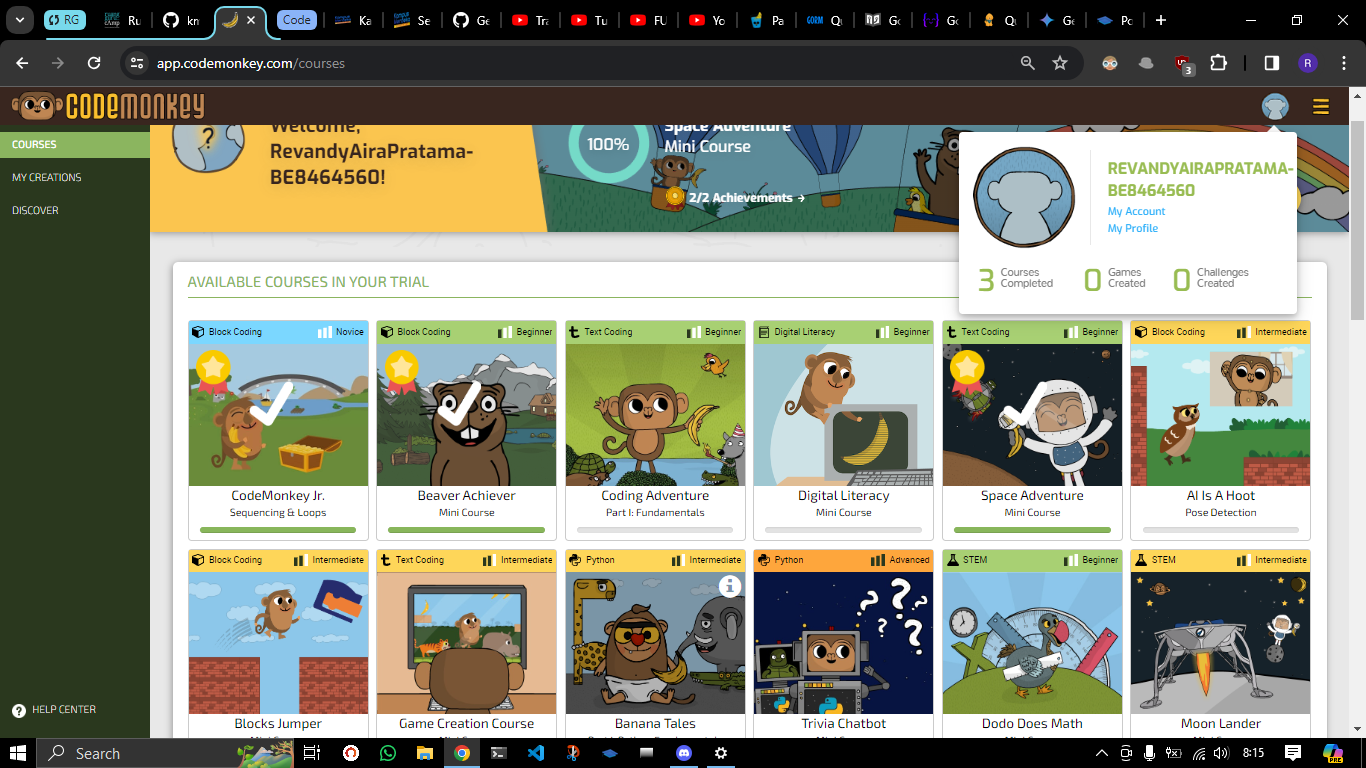 RG
Ru
kn
Code
Ka
Se
Ge
Tra
Tu
FU
Yo
Pa
GORM
Qu
Go
Go
Qu
Ge
Po
app.codemonkey.com/courses
3
R
CODEMONKEY
COURSES
MY CREATIONS
DISCOVER
HELP CENTER
Welcome,
RevandyAiraPratama-
BE8464560!
100%
Space Adventure
Mini Course
2/2 Achievements →
REVANDYAIRAPRATAMA-
BE8464560
My Account
My Profile
3 Courses Completed
0 Games Created
0 Challenges Created
AVAILABLE COURSES IN YOUR TRIAL
Block Coding Novice
CodeMonkey Jr.
Sequencing & Loops
Block Coding Beginner
Beaver Achiever
Mini Course
Text Coding Beginner
Coding Adventure
Part I: Fundamentals
Digital Literacy Beginner
Digital Literacy
Mini Course
Text Coding Beginner
Space Adventure
Mini Course
Block Coding Intermediate
AI Is A Hoot
Pose Detection
Block Coding Intermediate
Blocks Jumper
Text Coding Intermediate
Game Creation Course
Python Intermediate
Banana Tales
Python Advanced
Trivia Chatbot
STEM Beginner
Dodo Does Math
STEM Intermediate
Moon Lander
Search
8:15
PRE